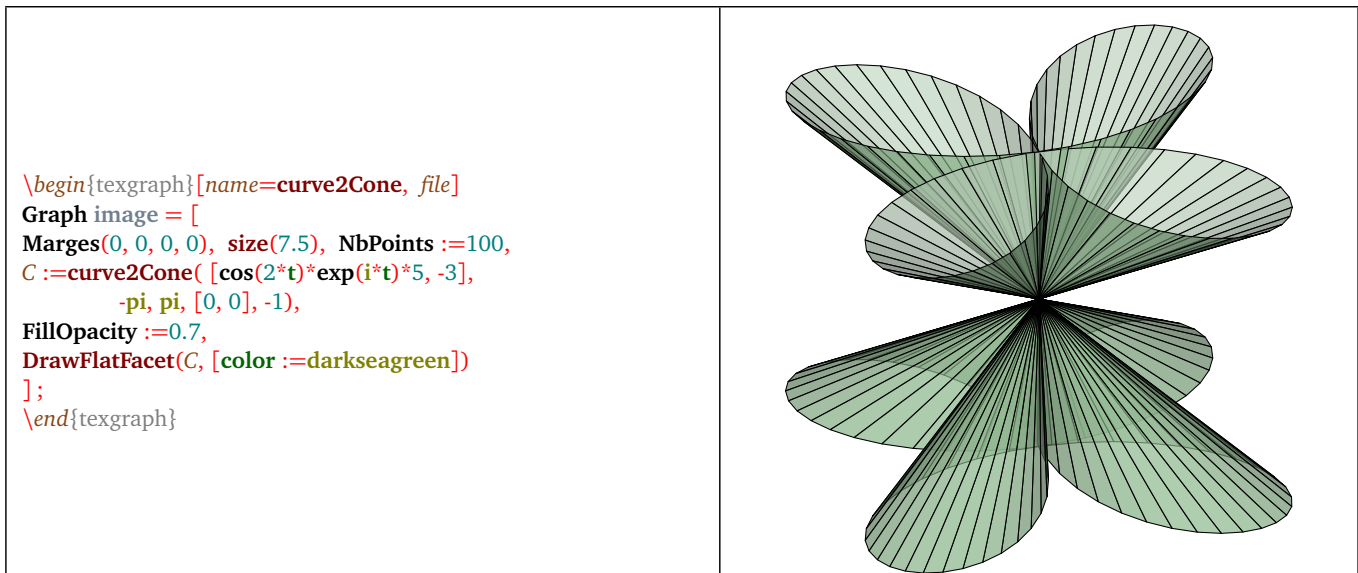 \begin{texgraph}[name=curve2Cone, file]
Graph image = [
Marges(0, 0, 0, 0), size(7.5), NbPoints :=100,
C :=curve2Cone( [cos(2*t)*exp(i*t)*5, -3],
-pi, pi, [0, 0], -1),
FillOpacity :=0.7,
DrawFlatFacet(C, [color :=darkseagreen])
] ;
\end{texgraph}